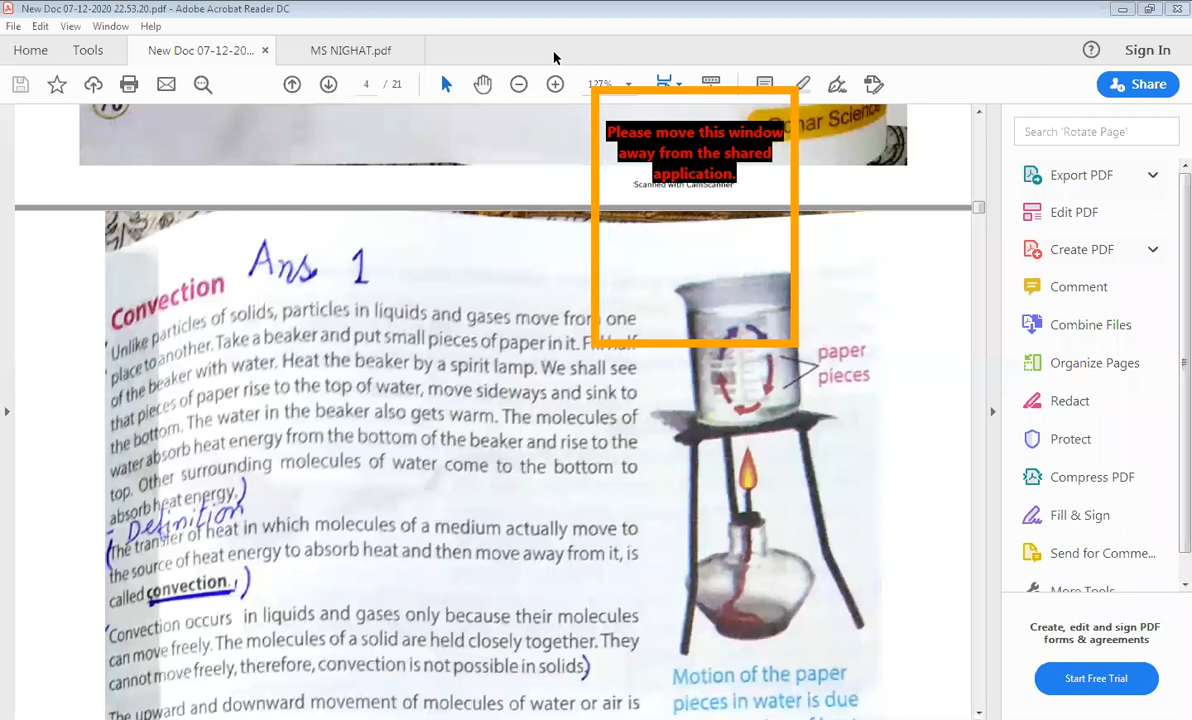 New Doc 07-12-2020 22.53.20.pdf - Adobe Acrobat Reader DC
File Edit View Window Help
Home Tools New Doc 07-12-20... × MS NIGHAT.pdf Sign In
4 / 21 127% Share
Please move this window
away from the shared
application.
Scanned with CamScanner
Search 'Rotate Page'
Export PDF
Edit PDF
Create PDF
Comment
Combine Files
Organize Pages
Redact
Protect
Compress PDF
Fill & Sign
Send for Comme...
More Tools
Create, edit and sign PDF
forms & agreements
Start Free Trial
Science
Ans 1
Convection
Unlike particles of solids, particles in liquids and gases move from one
place to another. Take a beaker and put small pieces of paper in it. Fill half
of the beaker with water. Heat the beaker by a spirit lamp. We shall see
that pieces of paper rise to the top of water, move sideways and sink to
the bottom. The water in the beaker also gets warm. The molecules of
water absorb heat energy from the bottom of the beaker and rise to the
top. Other surrounding molecules of water come to the bottom to
absorb heat energy.)
- Definition
(The transfer of heat in which molecules of a medium actually move to
the source of heat energy to absorb heat and then move away from it, is
called convection.)
Convection occurs in liquids and gases only because their molecules
can move freely. The molecules of a solid are held closely together. They
cannot move freely, therefore, convection is not possible in solids)
The upward and downward movement of molecules of water or air is
paper
pieces
Motion of the paper
pieces in water is due